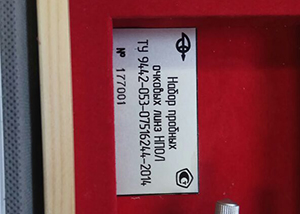 Набор пробных
очковых линз НПОЛ
ТУ 9442-053-07516244-2014
№ 177001